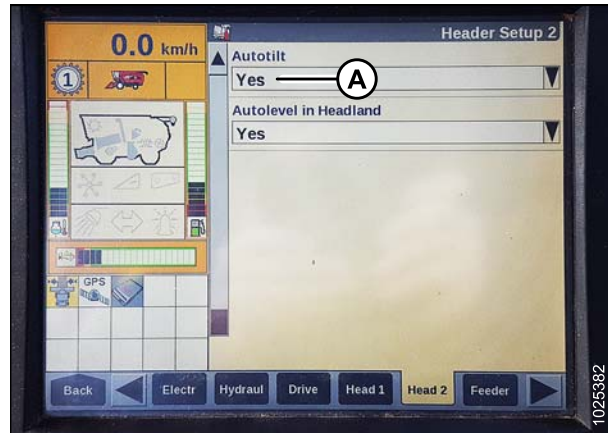 0.0 km/h
Header Setup 2
1
Autotilt
Yes
A
Autolevel in Headland
Yes
GPS
Back
Electr
Hydraul
Drive
Head 1
Head 2
Feeder
1025382